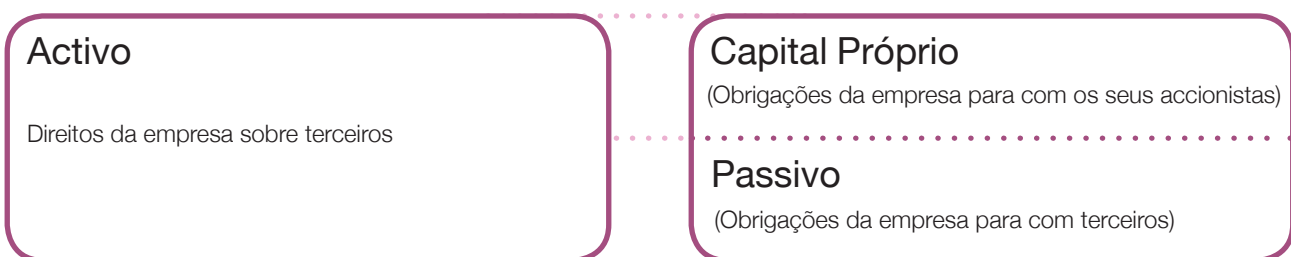 Activo
Direitos da empresa sobre terceiros
Capital Próprio
(Obrigações da empresa para com os seus accionistas)
Passivo
(Obrigações da empresa para com terceiros)